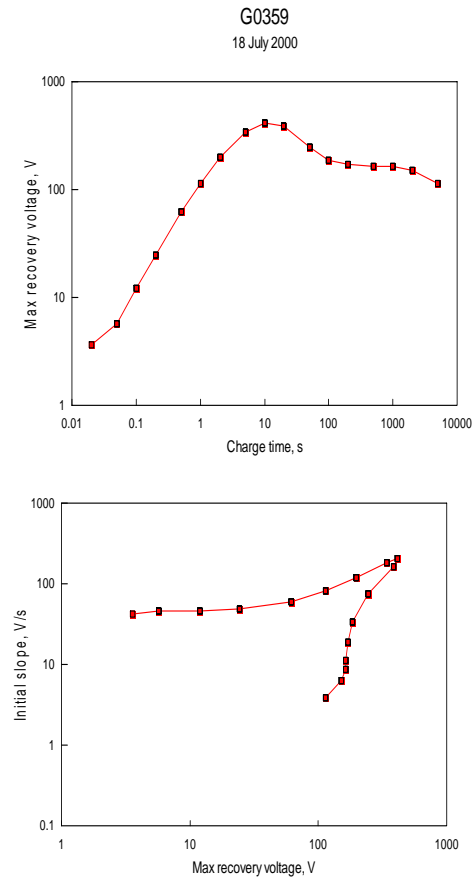 G0359
18 July 2000
1000
100
10
1
Max recovery voltage, V
0.01 0.1 1 10 100 1000 10000
Charge time, s
1000
100
10
1
0.1
Initial slope, V/s
1 10 100 1000
Max recovery voltage, V